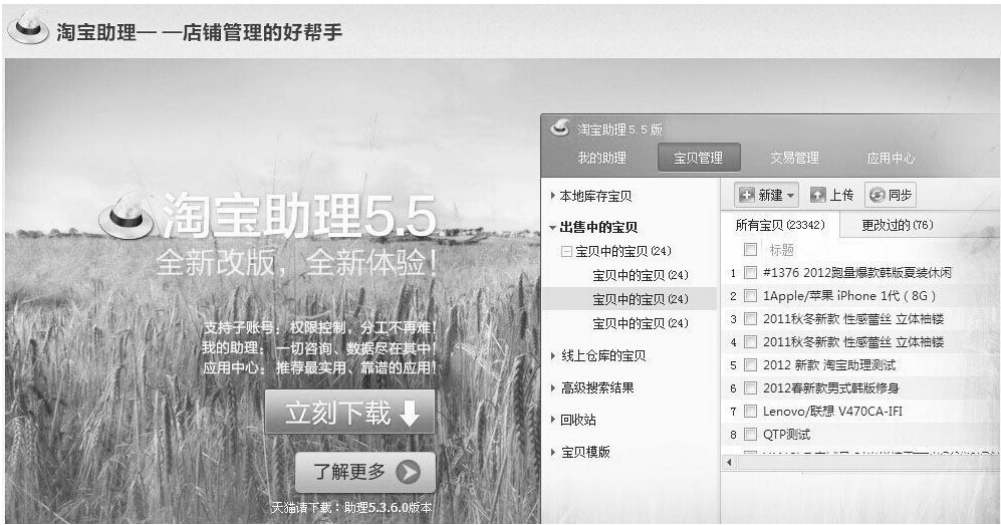 淘宝助理— —店铺管理的好帮手
淘宝助理5.5
全新改版，全新体验！
支持子账号：权限控制，分工不再难！
我的助理：一切咨询、数据尽在其中！
应用中心：推荐最实用、靠谱的应用！
立刻下载
了解更多
天猫请下载：助理5.3.6.0版本
淘宝助理5.5版
我的助理 宝贝管理 交易管理 应用中心
本地库存宝贝
出售中的宝贝
宝贝中的宝贝 (24)
宝贝中的宝贝 (24)
宝贝中的宝贝 (24)
宝贝中的宝贝 (24)
线上仓库的宝贝
高级搜索结果
回收站
宝贝模版
新建 上传 同步
所有宝贝 (23342) 更改过的 (76)
标题
1 #1376 2012跑量爆款韩版夏装休闲
2 1Apple/苹果 iPhone 1代（8G）
3 2011秋冬新款 性感蕾丝 立体袖镂
4 2011秋冬新款 性感蕾丝 立体袖镂
5 2012 新款 淘宝助理测试
6 2012春新款男式韩版修身
7 Lenovo/联想 V470CA-IFI
8 QTP测试